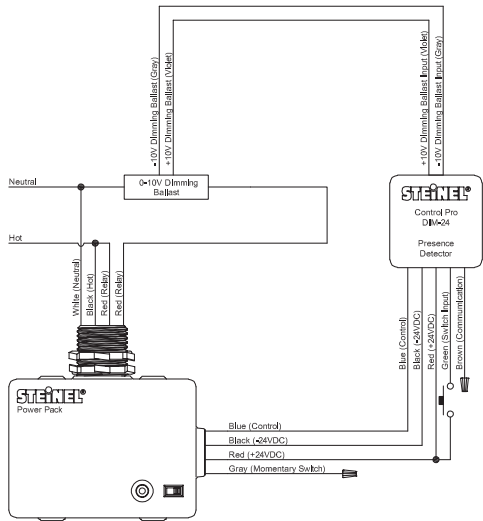 -10V Dimming Ballast (Gray)
+10V Dimming Ballast (Violet)
+10V Dimming Ballast Input (Violet)
-10V Dimming Ballast Input (Gray)
Neutral
0-10V Dimming
Ballast
STEINEL®
Control Pro
DIM-24
Presence
Detector
Hot
White (Neutral)
Black (Hot)
Red (Relay)
Red (Relay)
Blue (Control)
Black (-24VDC)
Red (+24VDC)
Green (Switch Input)
Brown (Communication)
STEINEL®
Power Pack
Blue (Control)
Black (-24VDC)
Red (+24VDC)
Gray (Momentary Switch)